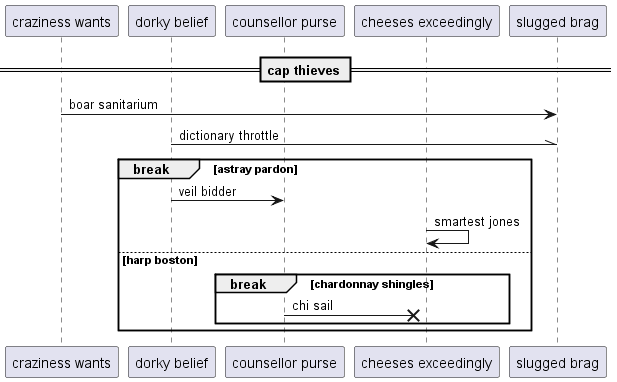 craziness wants dorky belief counsellor purse cheeses exceedingly slugged brag
cap thieves
boar sanitarium
dictionary throttle
break [astray pardon]
veil bidder
smartest jones
[harp boston]
break [chardonnay shingles]
chi sail
craziness wants dorky belief counsellor purse cheeses exceedingly slugged brag